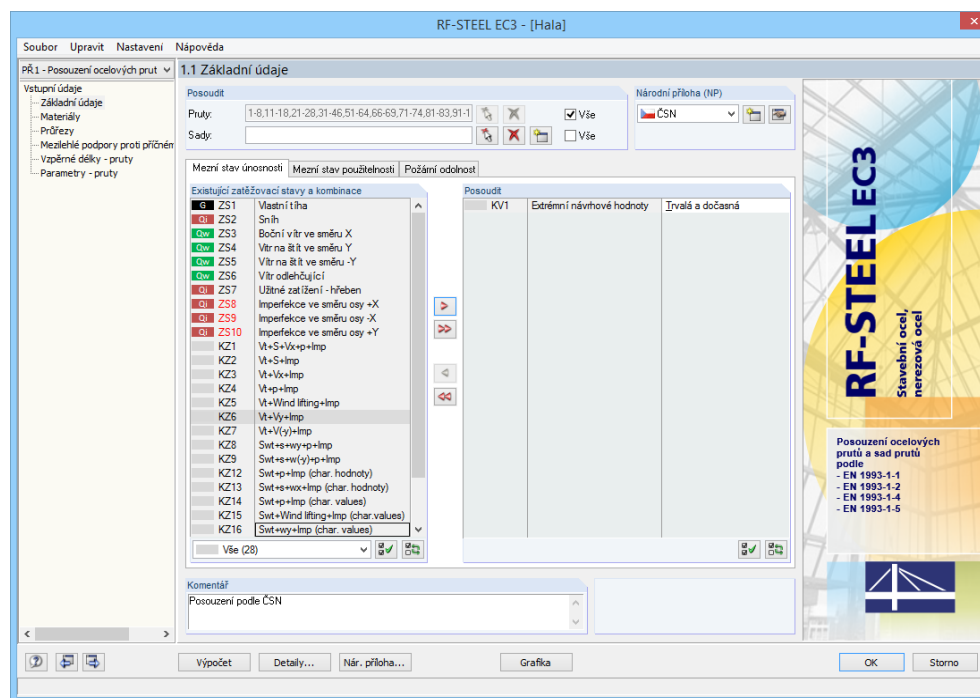 RF-STEEL EC3 - [Hala]
Soubor Upravit Nastavení Nápověda
PŘ1 - Posouzení ocelových prut
1.1 Základní údaje
Vstupní údaje
Základní údaje
Materiály
Průřezy
Mezilehlé podpory proti příčném
Vzpěrné délky - pruty
Parametry - pruty
Posoudit
Pruty:
1-8,11-18,21-28,31-46,51-64,66-69,71-74,81-83,91-1
Vše
Sady:
Vše
Národní příloha (NP)
ČSN
Mezní stav únosnosti
Mezní stav použitelnosti
Požární odolnost
Existující zatěžovací stavy a kombinace
G ZS1 Vlastní tíha
Qi ZS2 Sníh
Qw ZS3 Boční vítr ve směru X
Qw ZS4 Vitr na štít ve směru Y
Qw ZS5 Vítr na štít ve směru -Y
Qw ZS6 Vítr odlehčující
Qi ZS7 Užitné zatížení - hřeben
Qi ZS8 Imperfekce ve směru osy +X
Qi ZS9 Imperfekce ve směru osy -X
Qi ZS10 Imperfekce ve směru osy +Y
KZ1 Vt+S+Vx+p+Imp
KZ2 Vt+S+Imp
KZ3 Vt+Vx+Imp
KZ4 Vt+p+Imp
KZ5 Vt+Wind lifting+Imp
KZ6 Vt+Vy+Imp
KZ7 Vt+V(-y)+Imp
KZ8 Swt+s+wy+p+Imp
KZ9 Swt+s+w(-y)+p+Imp
KZ12 Swt+p+Imp (char. hodnoty)
KZ13 Swt+s+wx+Imp (char. hodnoty)
KZ14 Swt+p+Imp (char. values)
KZ15 Swt+Wind lifting+Imp (char.values)
KZ16 Swt+wy+Imp (char. values)
Vše (28)
Posoudit
KV1 Extrémní návrhové hodnoty Trvalá a dočasná
Komentář
Posouzení podle ČSN
RF-STEEL EC3
Stavební ocel,
nerezová ocel
Posouzení ocelových
prutů a sad prutů
podle
- EN 1993-1-1
- EN 1993-1-2
- EN 1993-1-4
- EN 1993-1-5
Výpočet
Detaily...
Nár. příloha...
Grafika
OK
Storno